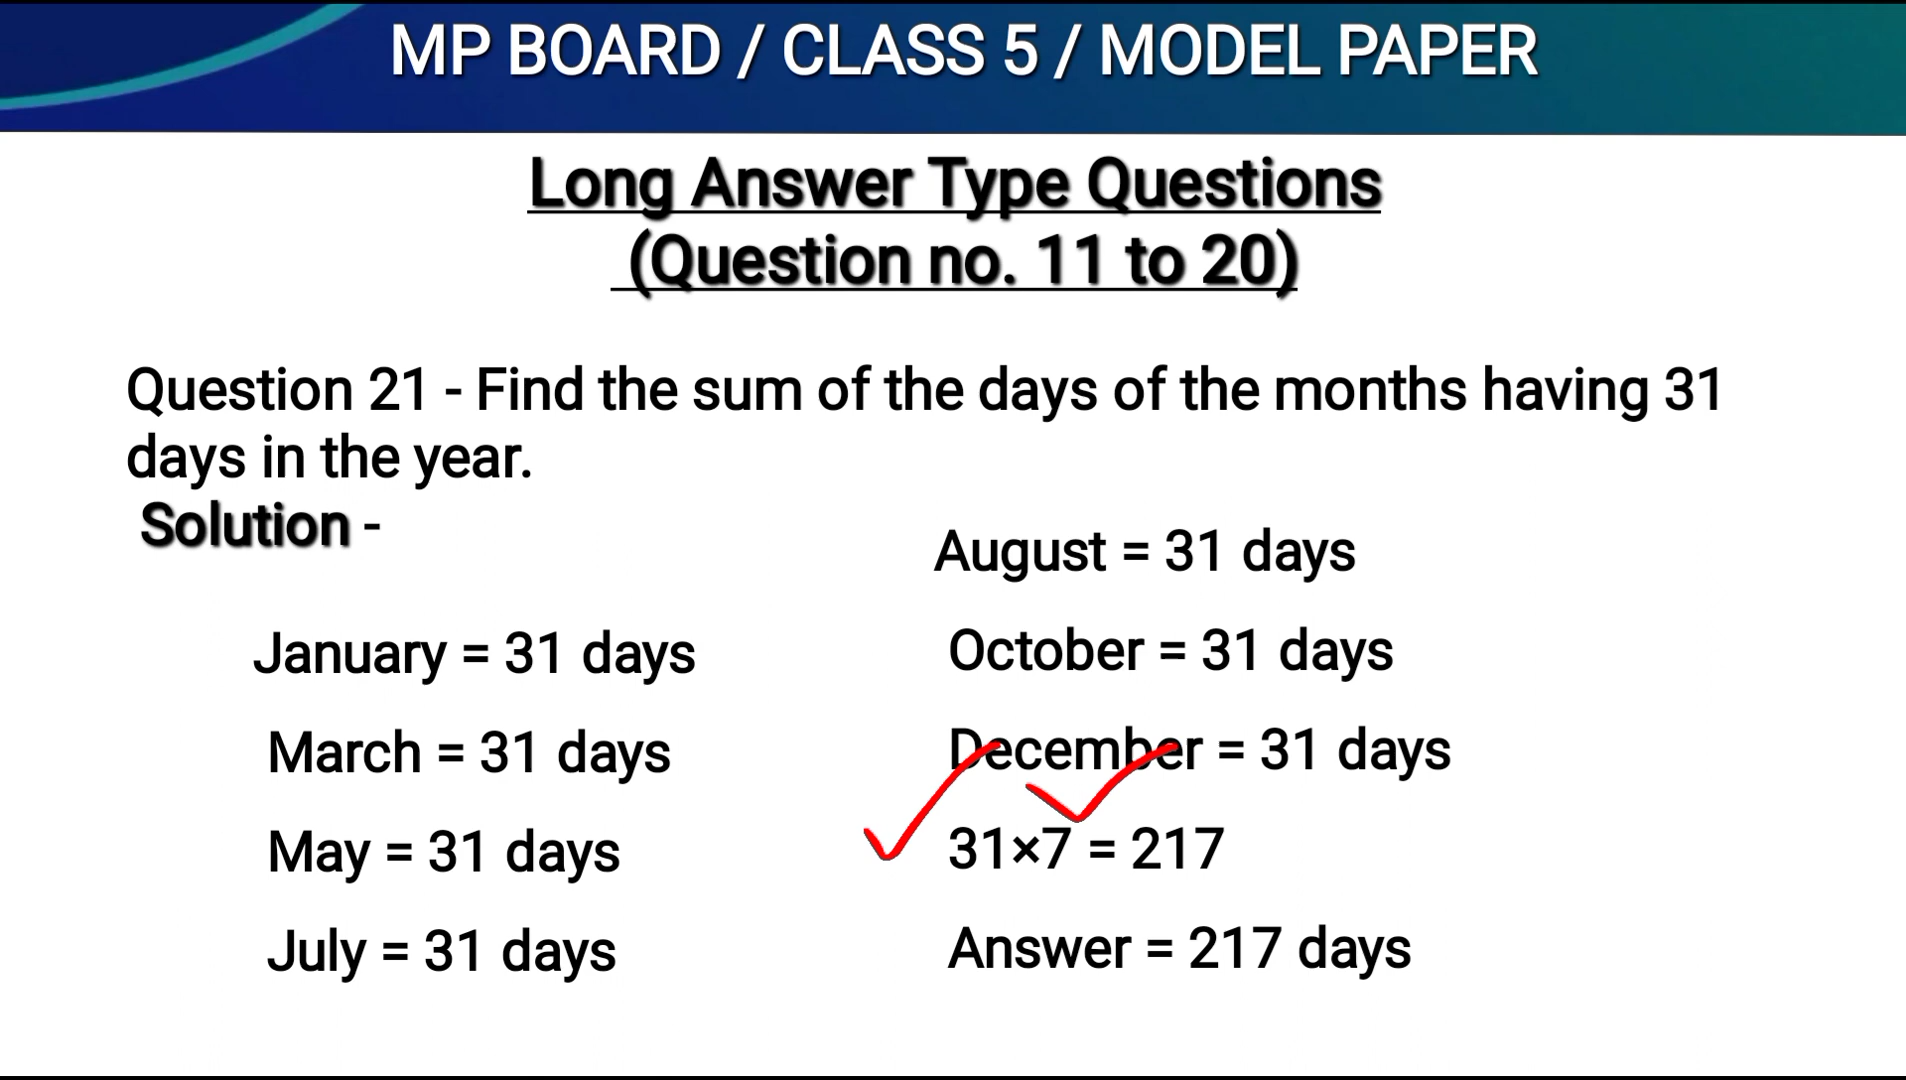 MP BOARD / CLASS 5 / MODEL PAPER
Long Answer Type Questions
(Question no. 11 to 20)
Question 21 - Find the sum of the days of the months having 31
days in the year.
Solution -
January = 31 days
March = 31 days
May = 31 days
July = 31 days
August = 31 days
October = 31 days
December = 31 days
31×7 = 217
Answer = 217 days